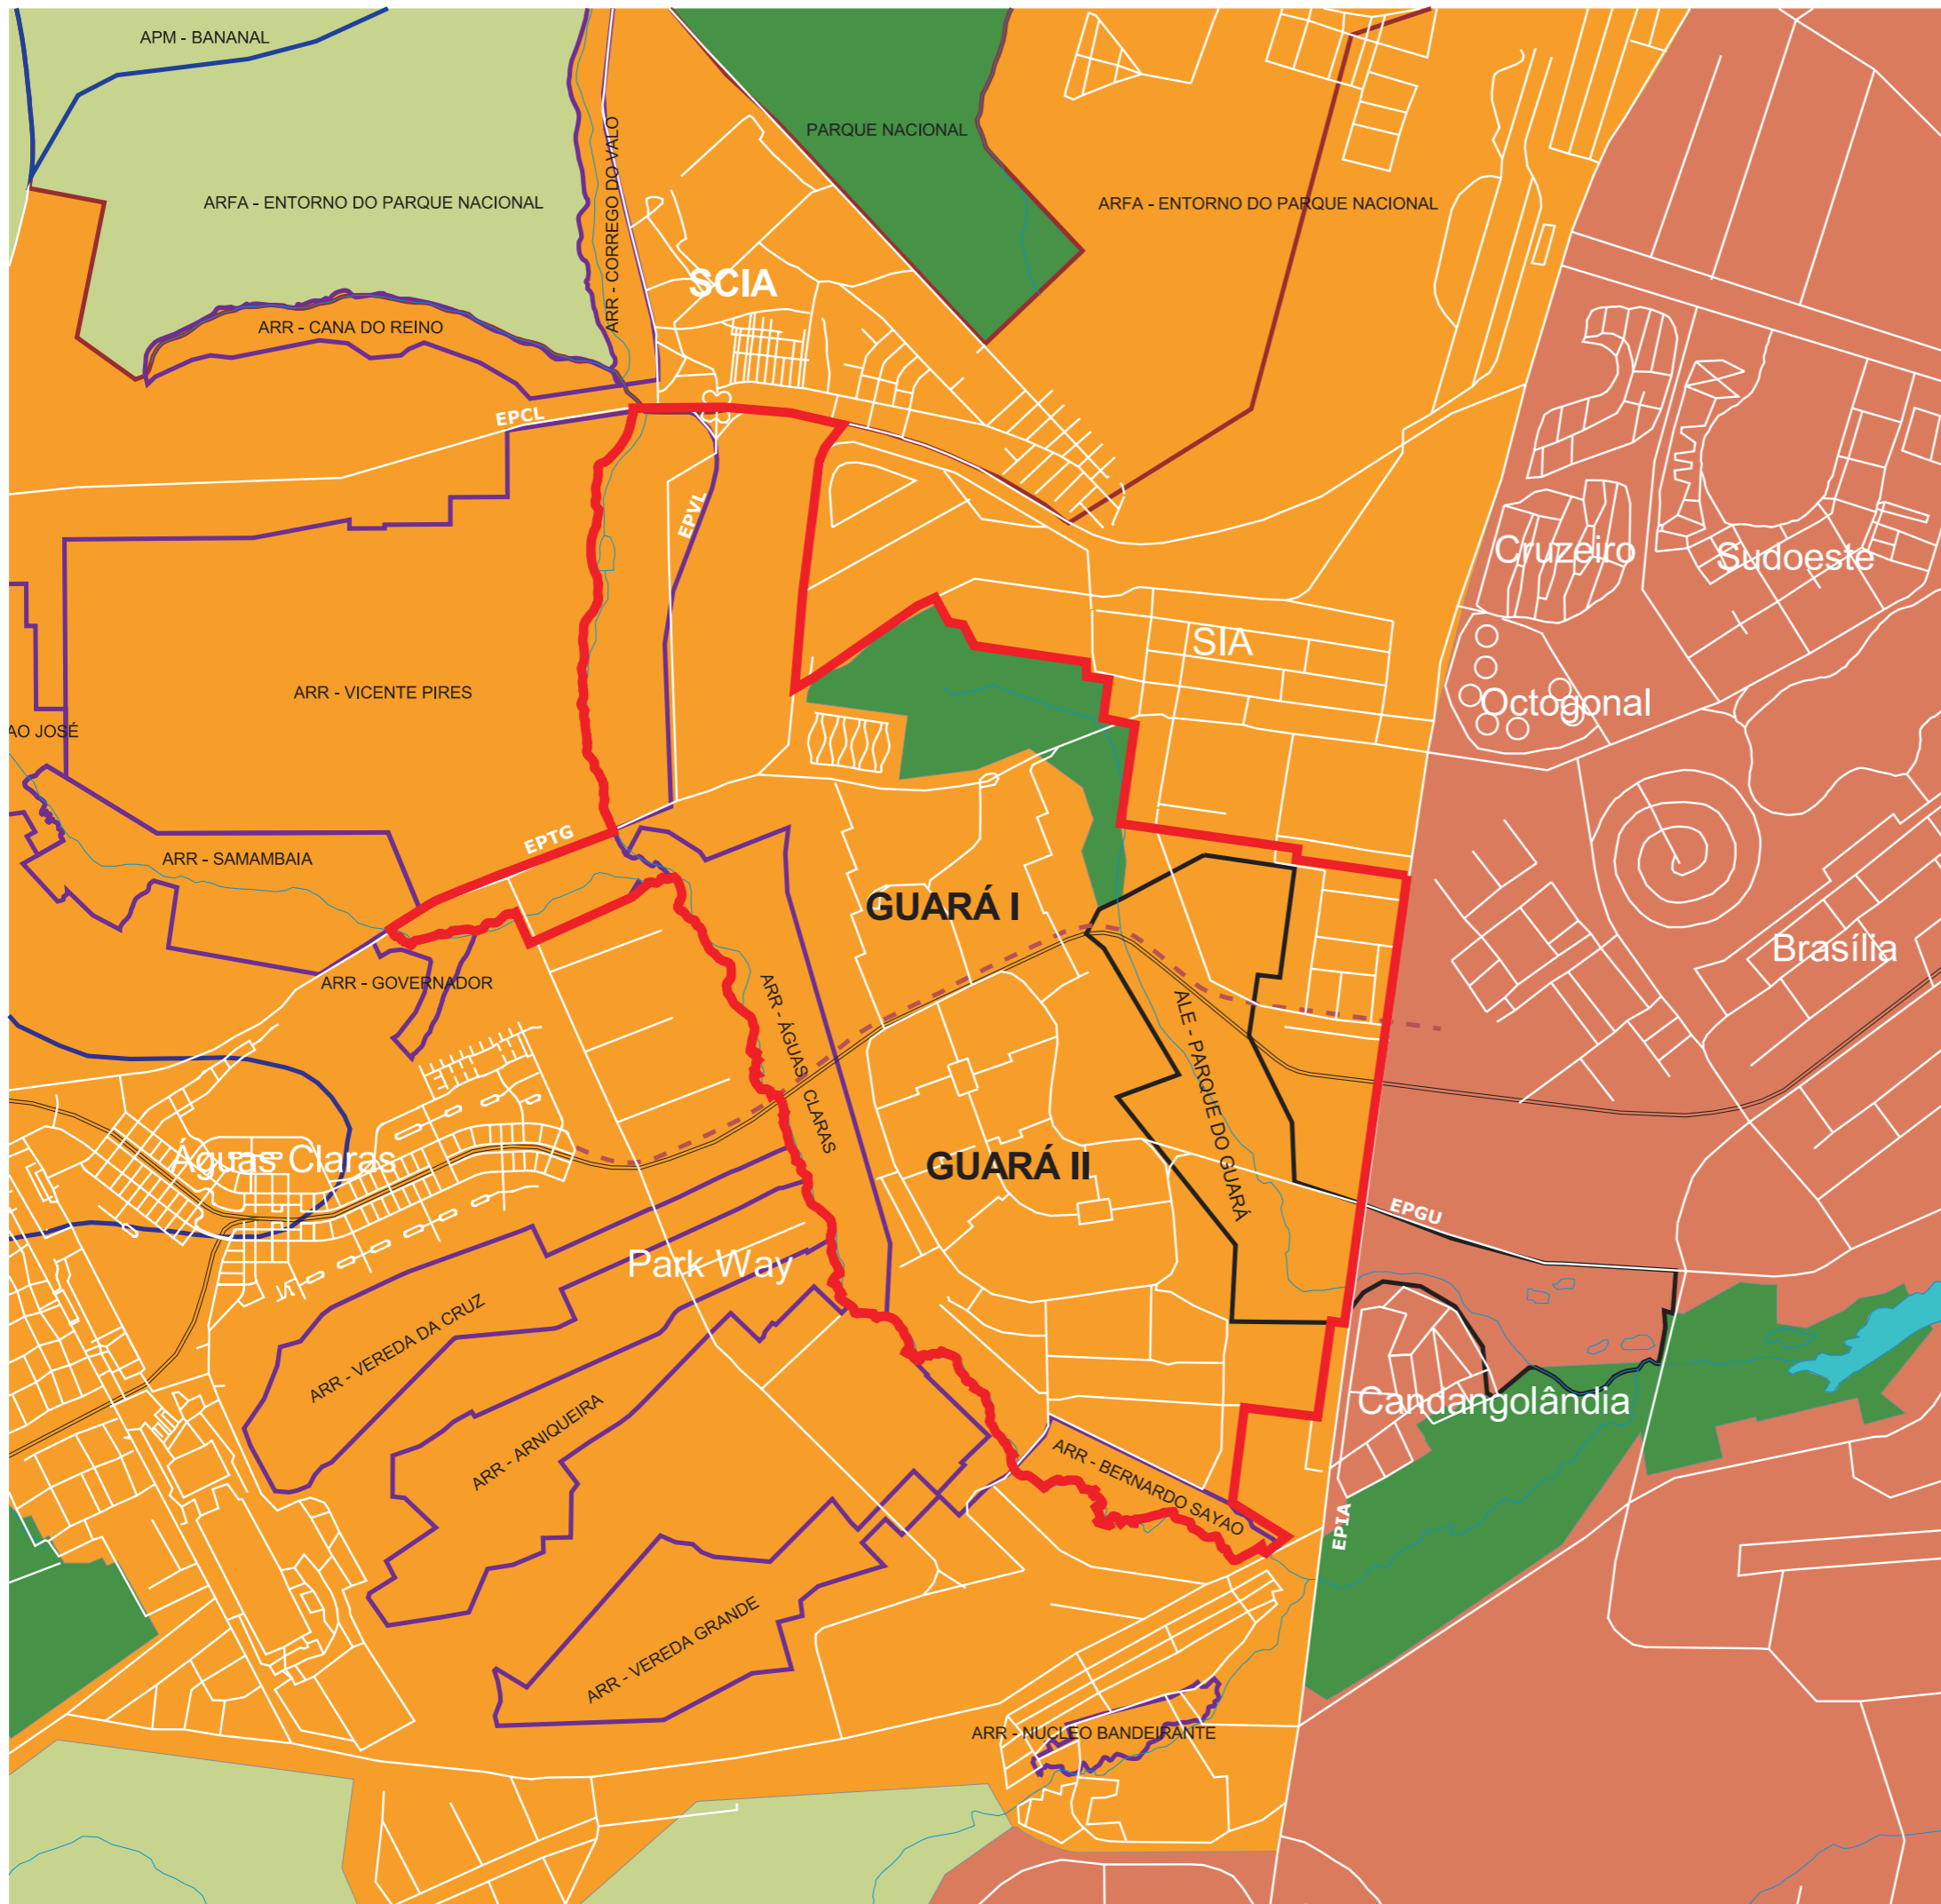 APM - BANANAL
PARQUE NACIONAL
ARR - CORREGO DO VALO
ARFA - ENTORNO DO PARQUE NACIONAL
ARFA - ENTORNO DO PARQUE NACIONAL
SCIA
ARR - CANA DO REINO
EPCL
EPVL
Cruzeiro
Sudoeste
SIA
ARR - VICENTE PIRES
Octogonal
AO JOSÉ
EPTG
ARR - SAMAMBAIA
GUARÁ I
Brasília
ARR - GOVERNADOR
ARR - ÁGUAS CLARAS
ALE - PARQUE DO GUARÁ
Águas Claras
GUARÁ II
EPGU
Park Way
ARR - VEREDA DA CRUZ
Candangolândia
ARR - ARNIQUEIRA
ARR - BERNARDO SAYAO
EPIA
ARR - VEREDA GRANDE
ARR - NUCLEO BANDEIRANTE